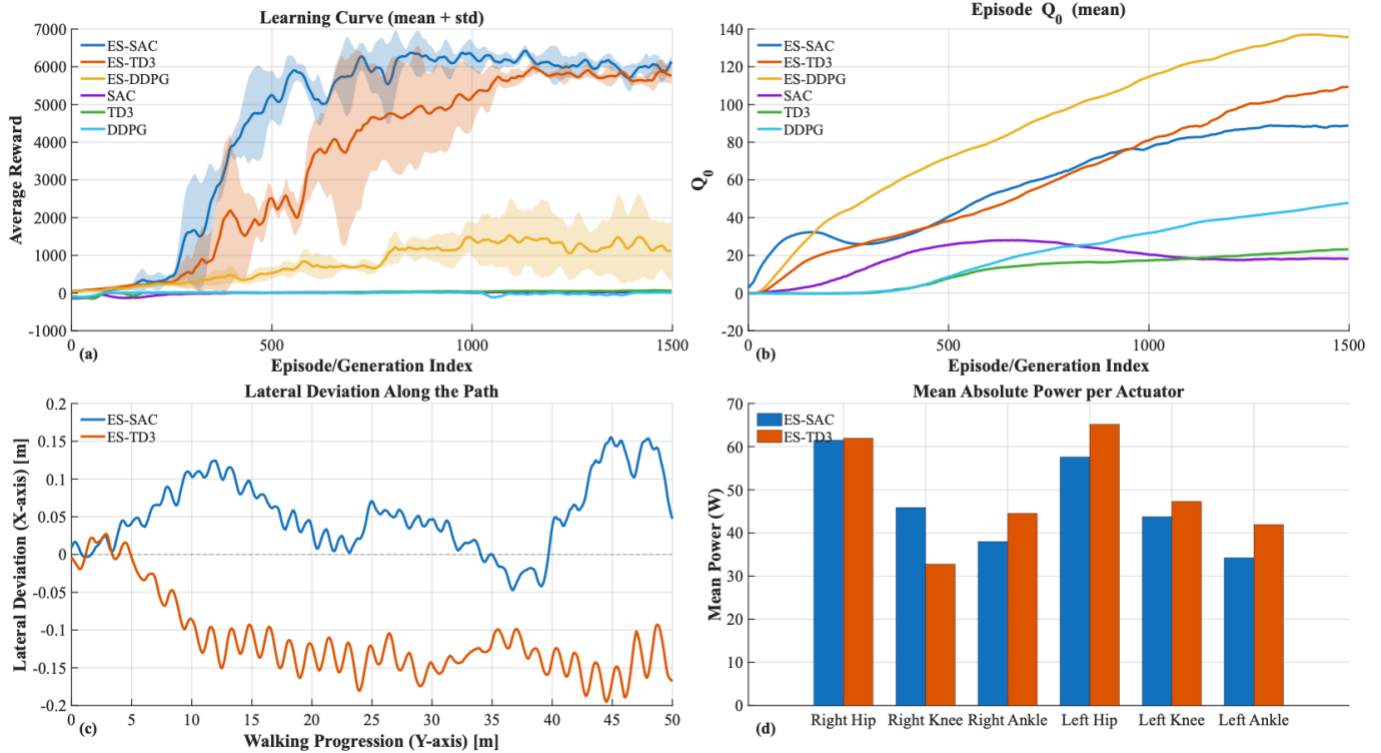 Learning Curve (mean + std)
7000
6000
5000
4000
3000
2000
1000
0
-1000
Average Reward
ES-SAC
ES-TD3
ES-DDPG
SAC
TD3
DDPG
0
500
1000
1500
(a)
Episode/Generation Index
Episode Q₀ (mean)
140
120
100
80
60
40
20
0
-20
Q₀
ES-SAC
ES-TD3
ES-DDPG
SAC
TD3
DDPG
0
500
1000
1500
(b)
Episode/Generation Index
Lateral Deviation Along the Path
0.2
0.15
0.1
0.05
0
-0.05
-0.1
-0.15
-0.2
Lateral Deviation (X-axis) [m]
ES-SAC
ES-TD3
0 5 10 15 20 25 30 35 40 45 50
(c)
Walking Progression (Y-axis) [m]
Mean Absolute Power per Actuator
70
60
50
40
30
20
10
0
Mean Power (W)
ES-SAC
ES-TD3
Right Hip Right Knee Right Ankle Left Hip Left Knee Left Ankle
(d)